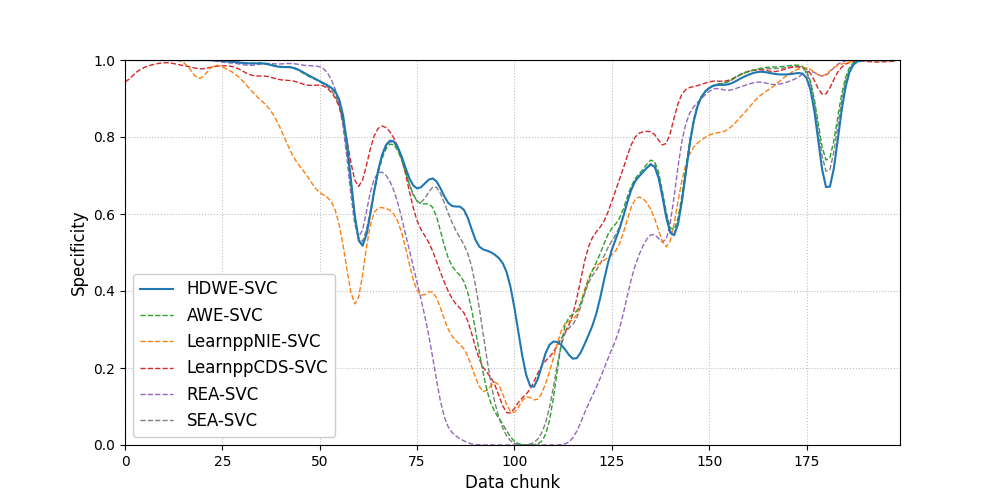 1.0
0.8
0.6
0.4
0.2
0.0
Specificity
HDWE-SVC
AWE-SVC
LearnppNIE-SVC
LearnppCDS-SVC
REA-SVC
SEA-SVC
0 25 50 75 100 125 150 175
Data chunk